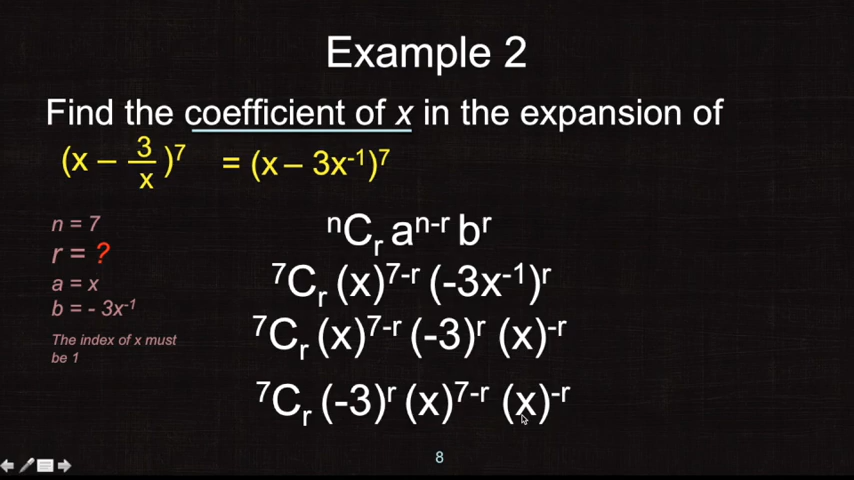 Example 2
Find the coefficient of x in the expansion of
(x – 3/x)⁷ = (x – 3x⁻¹)⁷
n = 7
r = ?
a = x
b = - 3x⁻¹
The index of x must
be 1
ⁿCᵣ aⁿ⁻ʳ bʳ
⁷Cᵣ (x)⁷⁻ʳ (-3x⁻¹)ʳ
⁷Cᵣ (x)⁷⁻ʳ (-3)ʳ (x)⁻ʳ
⁷Cᵣ (-3)ʳ (x)⁷⁻ʳ (x)⁻ʳ
8